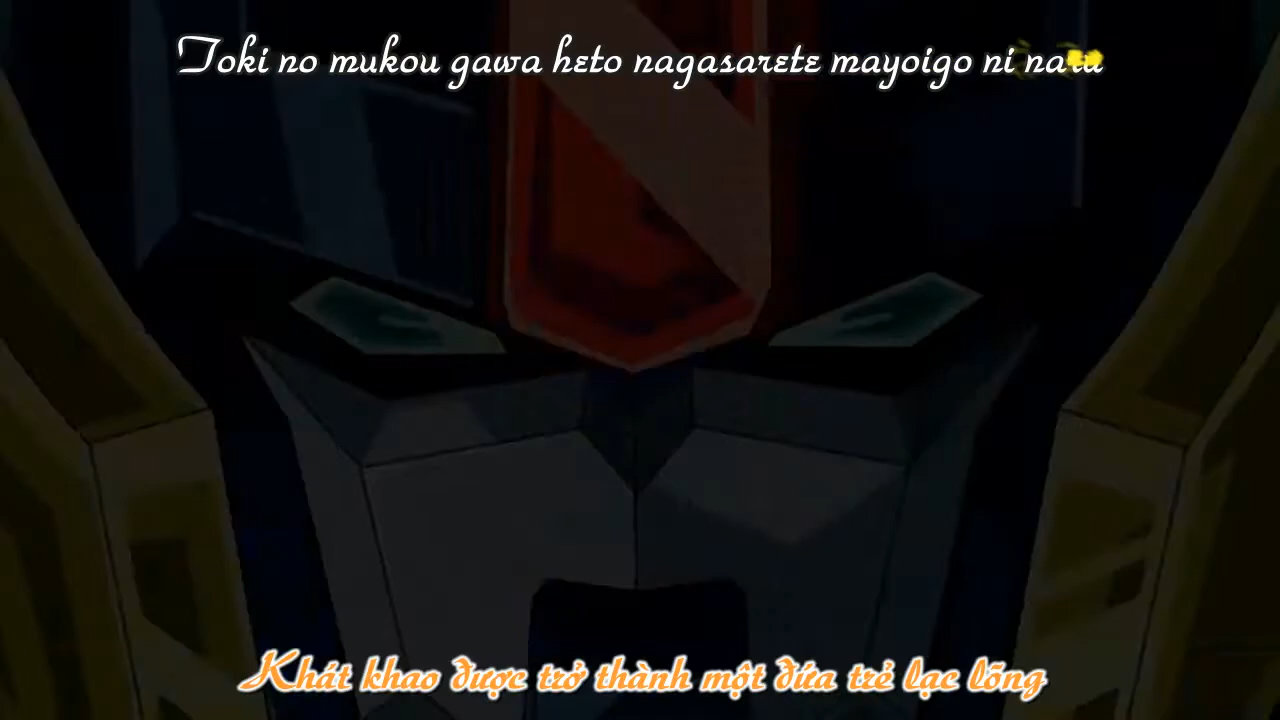 Toki no mukou gawa heto nagasarete mayoigo ni naru
Khát khao được trở thành một đứa trẻ lạc lõng